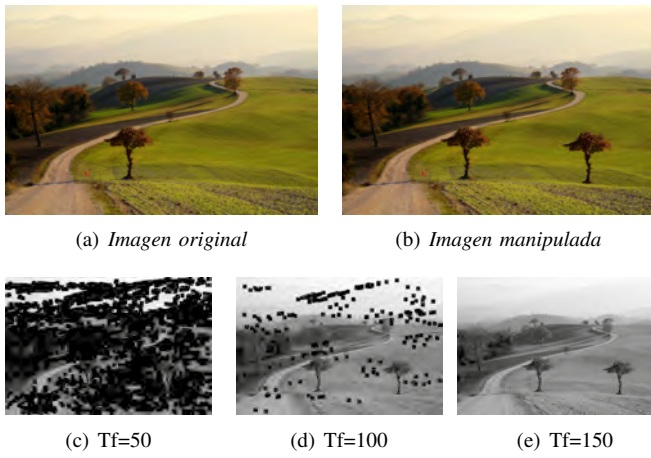 (a) Imagen original
(b) Imagen manipulada
(c) Tf=50
(d) Tf=100
(e) Tf=150